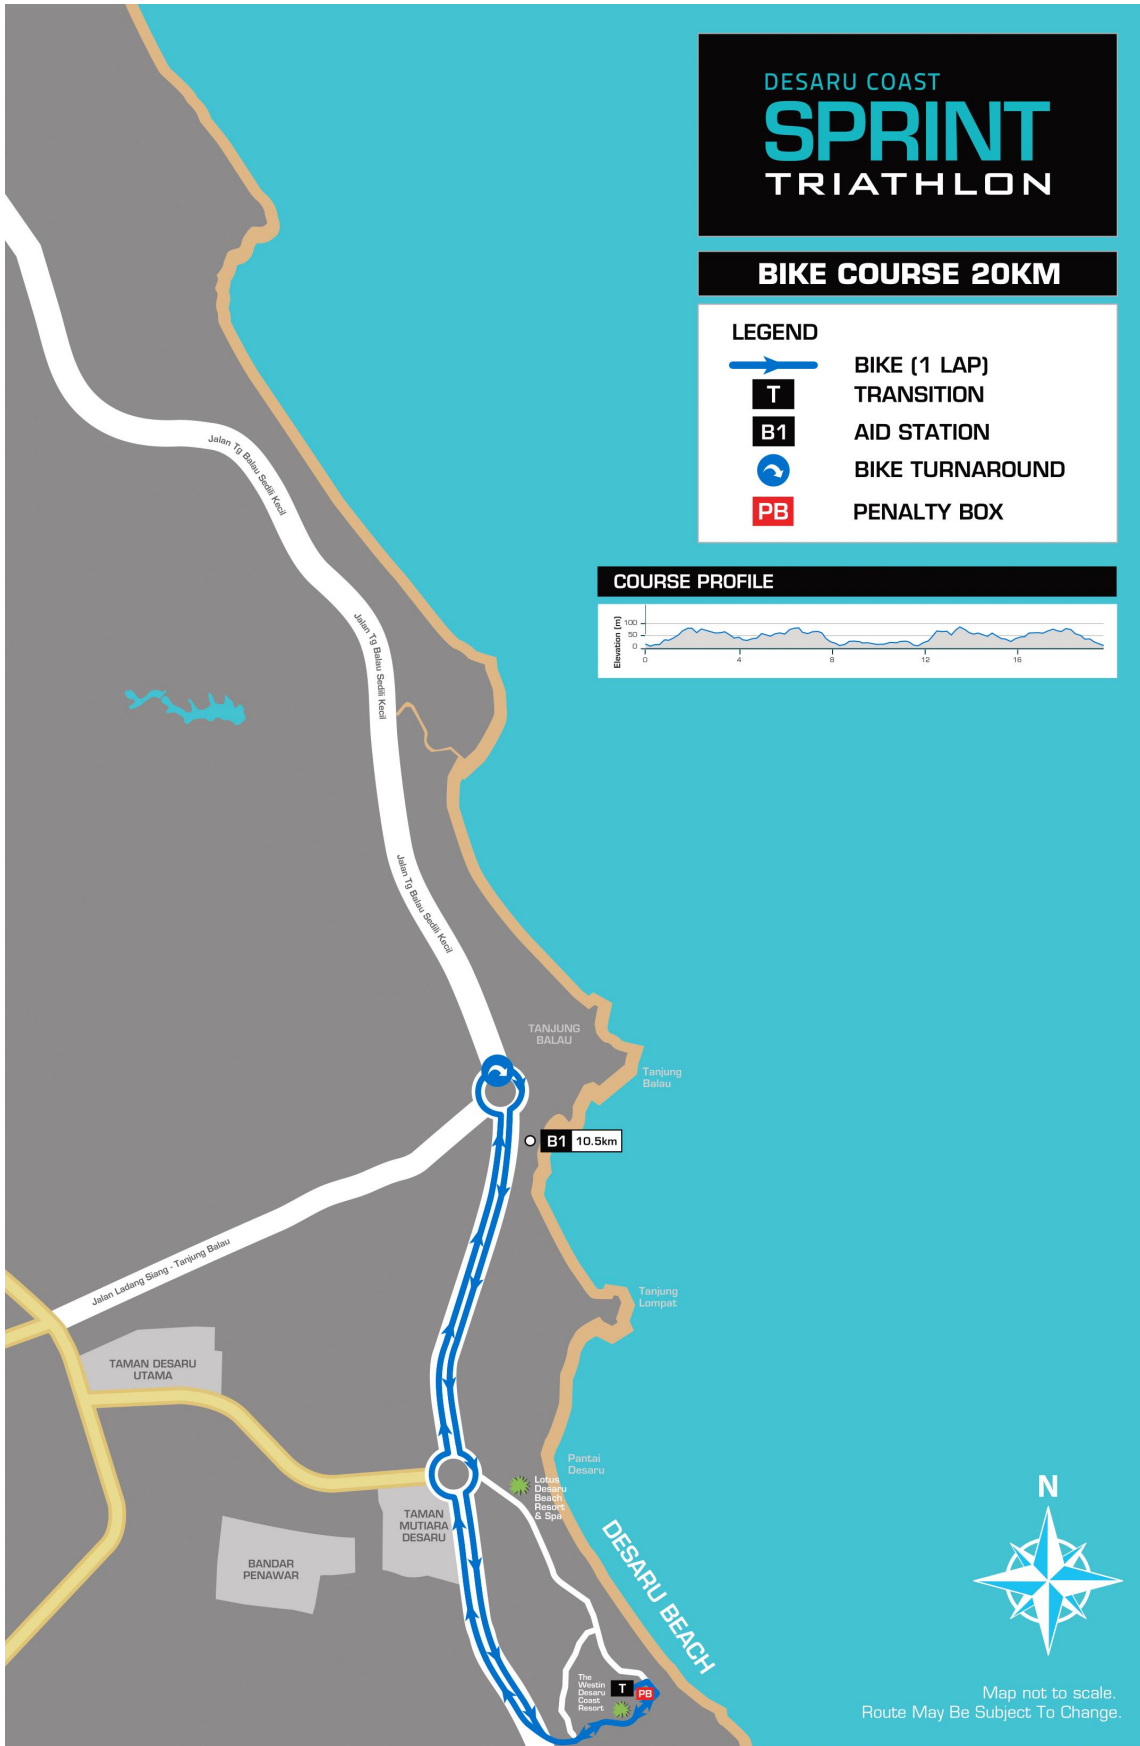 DESARU COAST
SPRINT
TRIATHLON
BIKE COURSE 20KM
LEGEND
BIKE (1 LAP)
T
TRANSITION
B1
AID STATION
BIKE TURNAROUND
PB
PENALTY BOX
COURSE PROFILE
Elevation (m)
100
50
0
0
4
8
12
16
Jalan Tg Balau Sedili Kecil
Jalan Tg Balau Sedili Kecil
Jalan Tg Balau Sedili Kecil
TANJUNG
BALAU
Tanjung
Balau
B1 10.5km
Jalan Ladang Siang - Tanjung Balau
Tanjung
Lompat
TAMAN DESARU
UTAMA
Pantai
Desaru
Lotus
Desaru
Beach
Resort
& Spa
TAMAN
MUTIARA
DESARU
BANDAR
PENAWAR
DESARU BEACH
The
Westin
Desaru
Coast
Resort
T
PB
N
Map not to scale.
Route May Be Subject To Change.